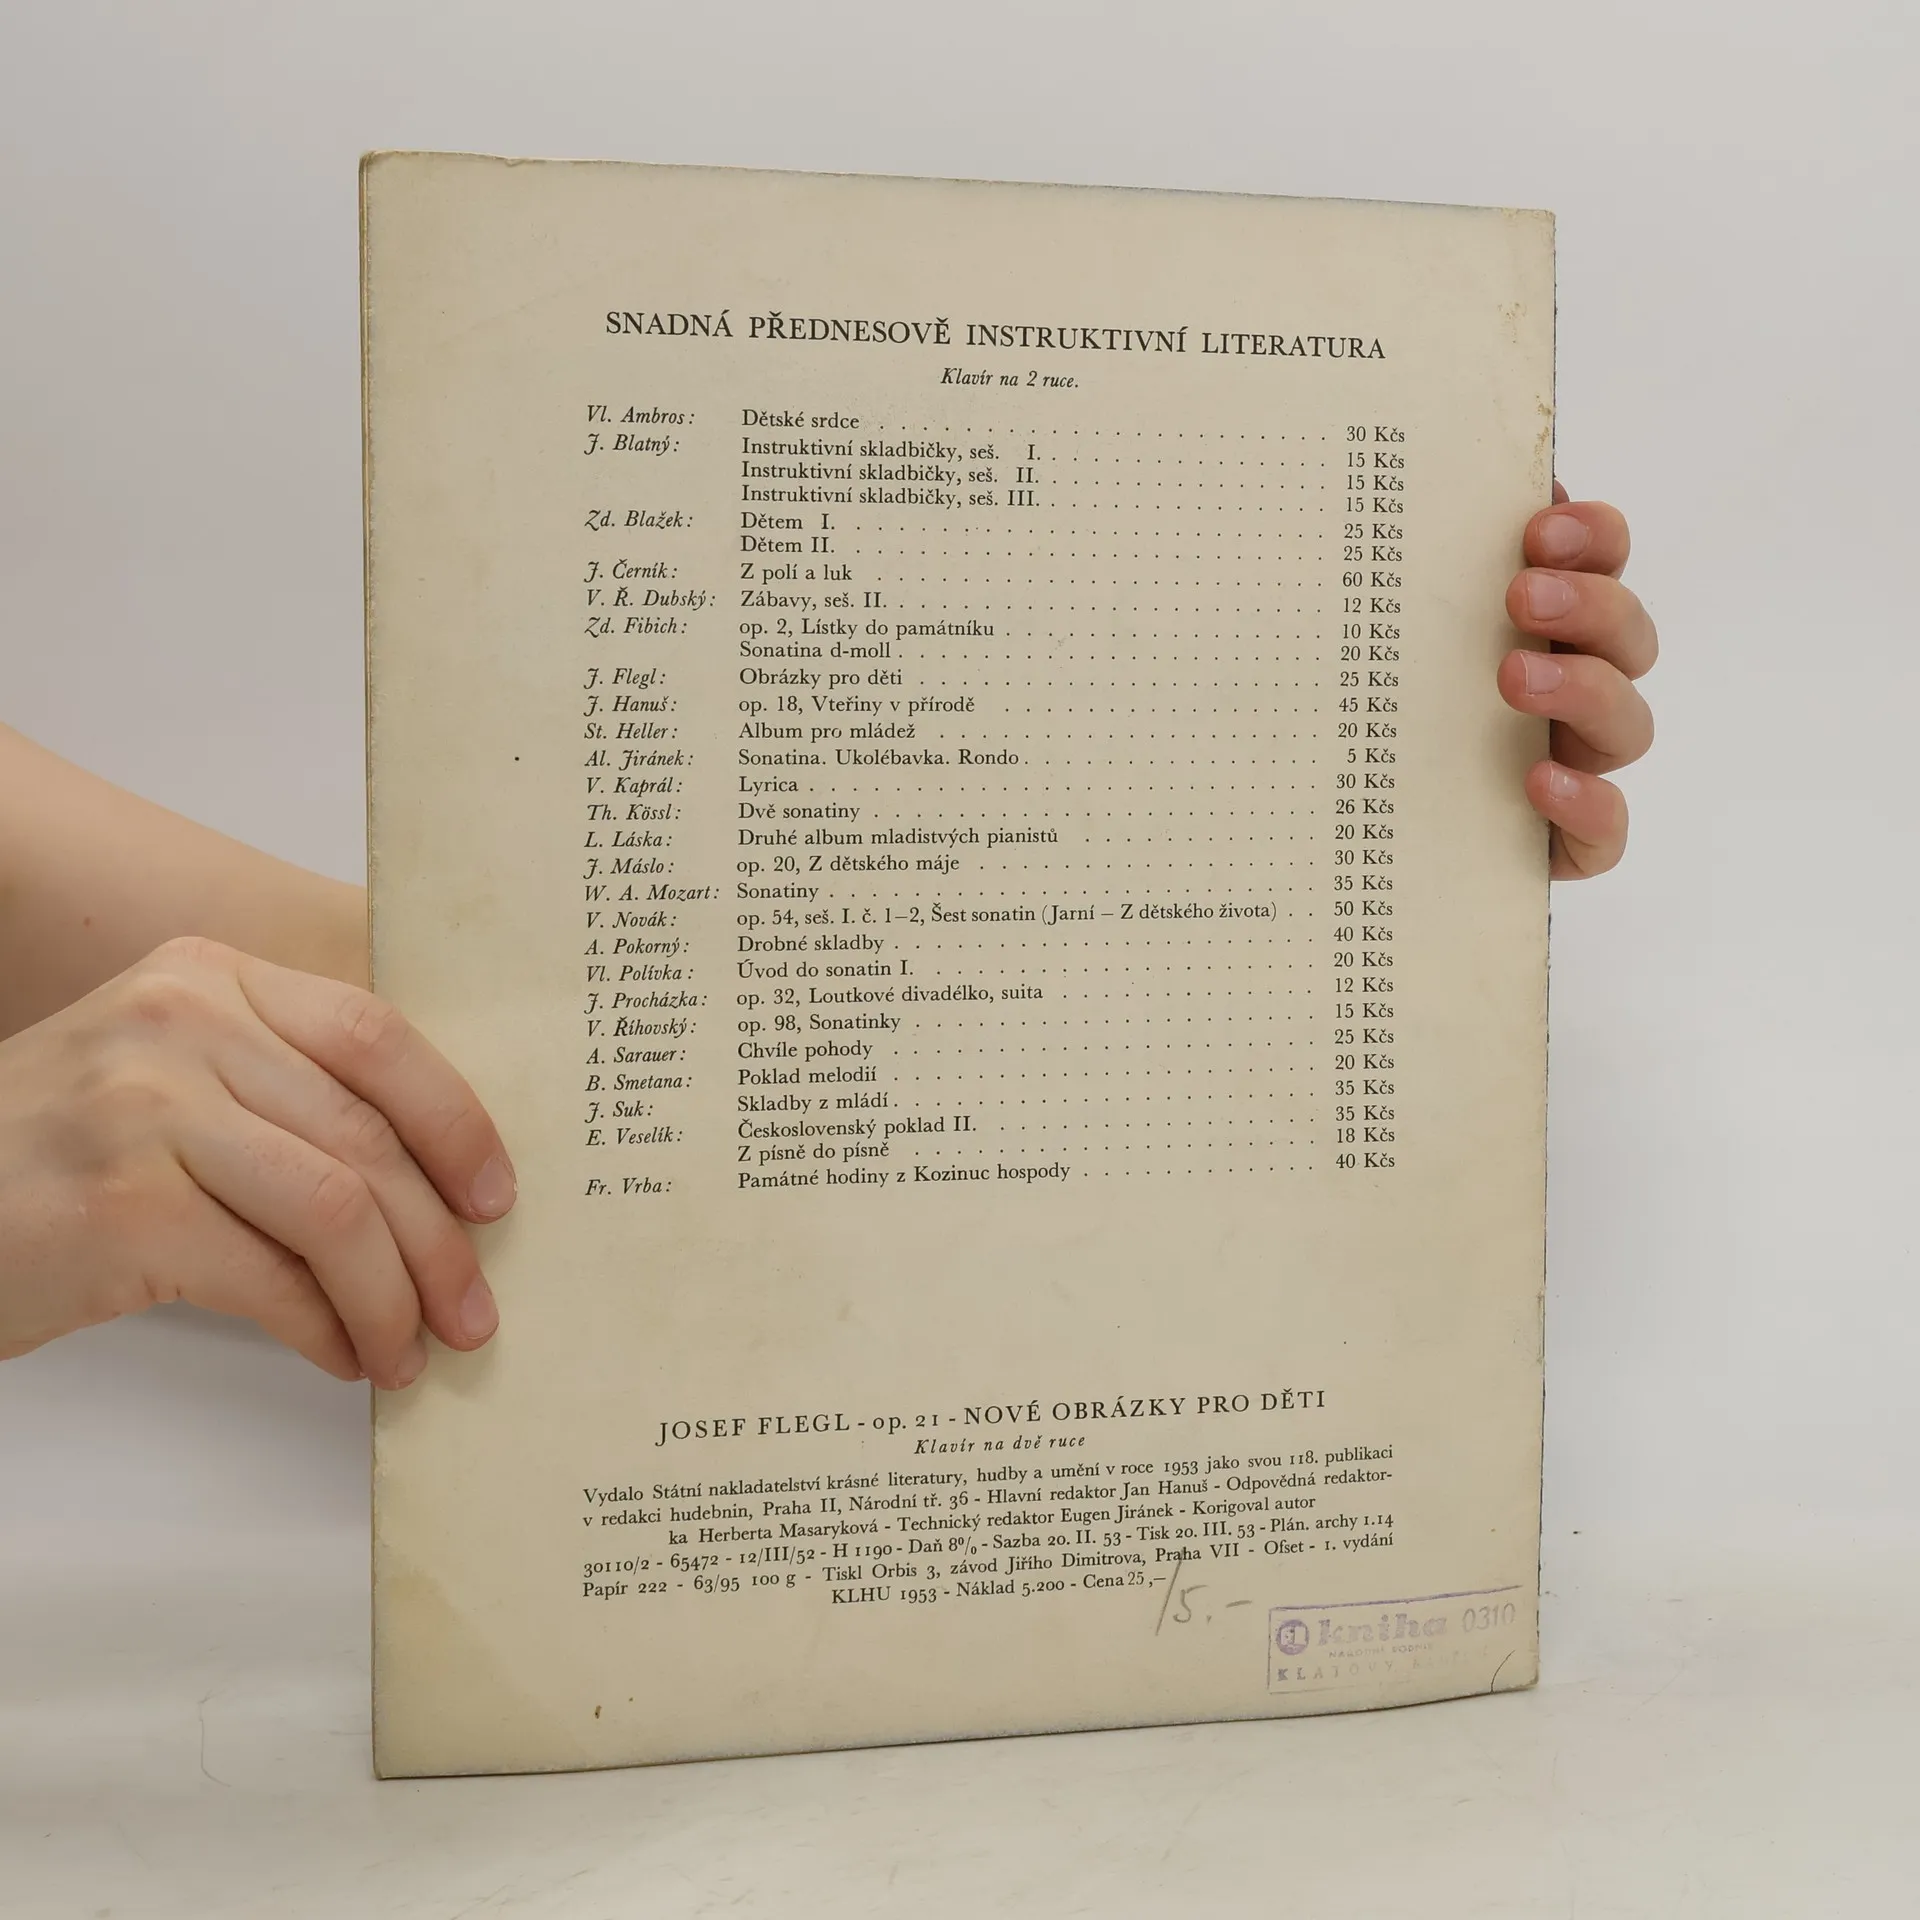 SNADNÁ PŘEDNESOVĚ INSTRUKTIVNÍ LITERATURA
Klavír na 2 ruce.
Vl. Ambros: Dětské srdce . . . . . . . . . . . . . . . . . . . . . 30 Kčs
J. Blatný: Instruktivní skladbičky, seš. I. . . . . . . . . . . . . . 15 Kčs
Instruktivní skladbičky, seš. II. . . . . . . . . . . . . . 15 Kčs
Instruktivní skladbičky, seš. III. . . . . . . . . . . . . . 15 Kčs
Zd. Blažek: Dětem I. . . . . . . . . . . . . . . . . . . . . . . 25 Kčs
Dětem II. . . . . . . . . . . . . . . . . . . . . . . 25 Kčs
J. Černík: Z polí a luk . . . . . . . . . . . . . . . . . . . . . 60 Kčs
V. Ř. Dubský: Zábavy, seš. II. . . . . . . . . . . . . . . . . . . . . 12 Kčs
Zd. Fibich: op. 2, Lístky do památníku . . . . . . . . . . . . . . . 10 Kčs
Sonatina d-moll . . . . . . . . . . . . . . . . . . . . 20 Kčs
J. Flegl: Obrázky pro děti . . . . . . . . . . . . . . . . . . . 25 Kčs
J. Hanuš: op. 18, Vteřiny v přírodě . . . . . . . . . . . . . . . 45 Kčs
St. Heller: Album pro mládež . . . . . . . . . . . . . . . . . . 20 Kčs
Al. Jiránek: Sonatina. Ukolébavka. Rondo . . . . . . . . . . . . . . 5 Kčs
V. Kaprál: Lyrica . . . . . . . . . . . . . . . . . . . . . . . . 30 Kčs
Th. Kössl: Dvě sonatiny . . . . . . . . . . . . . . . . . . . . . 26 Kčs
L. Láska: Druhé album mladistvých pianistů . . . . . . . . . . . 20 Kčs
J. Máslo: op. 20, Z dětského máje . . . . . . . . . . . . . . . . 30 Kčs
W. A. Mozart: Sonatiny . . . . . . . . . . . . . . . . . . . . . . . 35 Kčs
V. Novák: op. 54, seš. I. č. 1–2, Šest sonatin (Jarní – Z dětského života) . . 50 Kčs
A. Pokorný: Drobné skladby . . . . . . . . . . . . . . . . . . . . 40 Kčs
Vl. Polívka: Úvod do sonatin I. . . . . . . . . . . . . . . . . . . 20 Kčs
J. Procházka: op. 32, Loutkové divadélko, suita . . . . . . . . . . . . 12 Kčs
V. Říhovský: op. 98, Sonatinky . . . . . . . . . . . . . . . . . . . 15 Kčs
A. Sarauer: Chvíle pohody . . . . . . . . . . . . . . . . . . . . 25 Kčs
B. Smetana: Poklad melodií . . . . . . . . . . . . . . . . . . . . 20 Kčs
J. Suk: Skladby z mládí . . . . . . . . . . . . . . . . . . . . 35 Kčs
E. Veselík: Československý poklad II. . . . . . . . . . . . . . . . 35 Kčs
Z písně do písně . . . . . . . . . . . . . . . . . . . 18 Kčs
Fr. Vrba: Památné hodiny z Kozinuc hospody . . . . . . . . . . . 40 Kčs
JOSEF FLEGL - op. 21 - NOVÉ OBRÁZKY PRO DĚTI
Klavír na dvě ruce
Vydalo Státní nakladatelství krásné literatury, hudby a umění v roce 1953 jako svou 118. publikaci
v redakci hudebnin, Praha II, Národní tř. 36 - Hlavní redaktor Jan Hanuš - Odpovědná redaktor-
ka Herberta Masaryková - Technický redaktor Eugen Jiránek - Korigoval autor
30110/2 - 65472 - 12/III/52 - H 1190 - Daň 8% - Sazba 20. II. 53 - Tisk 20. III. 53 - Plán. archy 1.14
Papír 222 - 63/95 100 g - Tiskl Orbis 3, závod Jiřího Dimitrova, Praha VII - Ofset - 1. vydání
KLHU 1953 - Náklad 5.200 - Cena 25,–
5.–
kniha 0310
KLATOVY